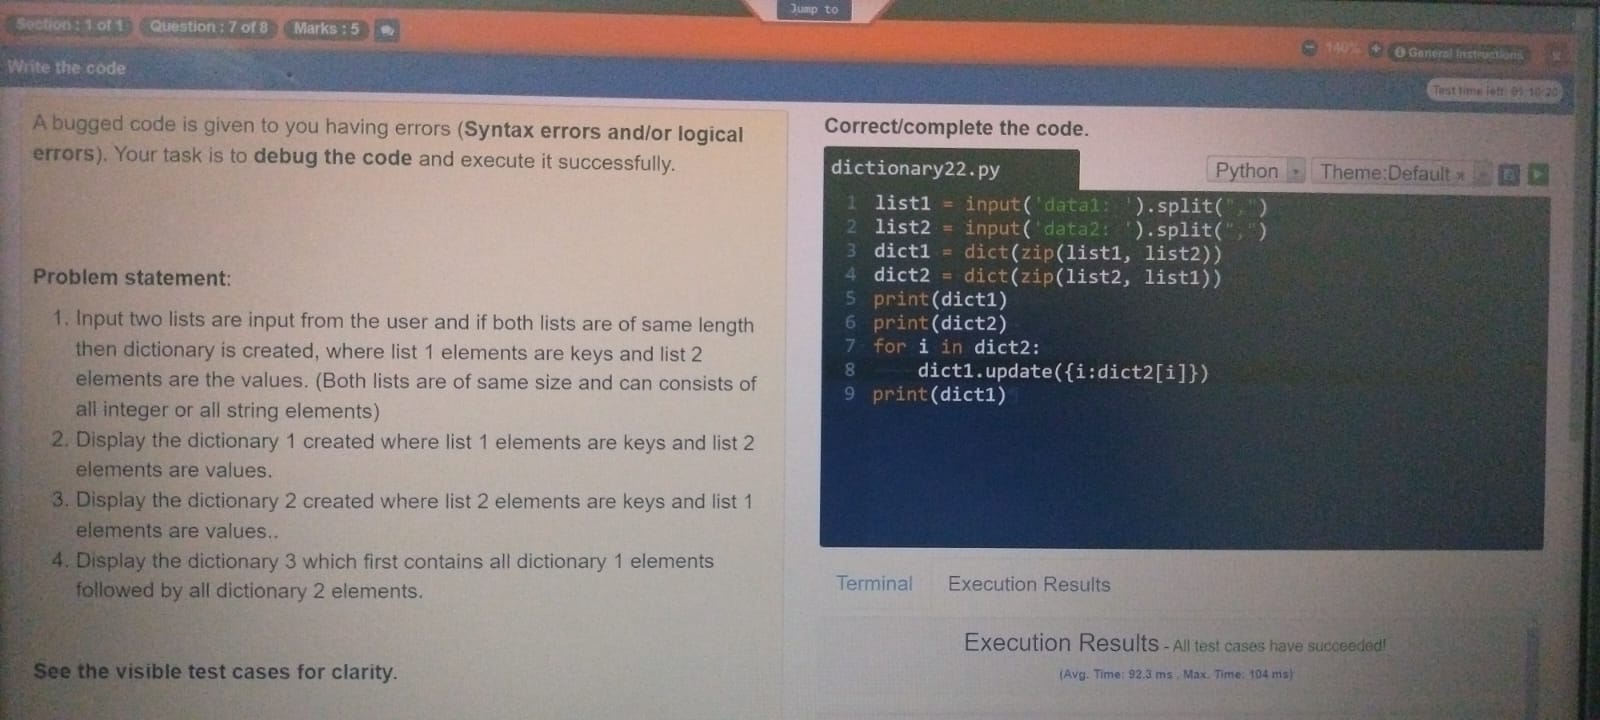 Jump to
Section : 1 of 1 Question : 7 of 8 Marks : 5
140% General Instructions
Write the code
Test time left: 01:10:20
A bugged code is given to you having errors (Syntax errors and/or logical
errors). Your task is to debug the code and execute it successfully.
Problem statement:
1. Input two lists are input from the user and if both lists are of same length
then dictionary is created, where list 1 elements are keys and list 2
elements are the values. (Both lists are of same size and can consists of
all integer or all string elements)
2. Display the dictionary 1 created where list 1 elements are keys and list 2
elements are values.
3. Display the dictionary 2 created where list 2 elements are keys and list 1
elements are values..
4. Display the dictionary 3 which first contains all dictionary 1 elements
followed by all dictionary 2 elements.
See the visible test cases for clarity.
Correct/complete the code.
dictionary22.py
Python Theme:Default
1 list1 = input('data1: ').split(",")
2 list2 = input('data2: ').split(",")
3 dict1 = dict(zip(list1, list2))
4 dict2 = dict(zip(list2, list1))
5 print(dict1)
6 print(dict2)
7 for i in dict2:
8 dict1.update({i:dict2[i]})
9 print(dict1)
Terminal Execution Results
Execution Results - All test cases have succeeded!
(Avg. Time: 92.3 ms , Max. Time: 104 ms)